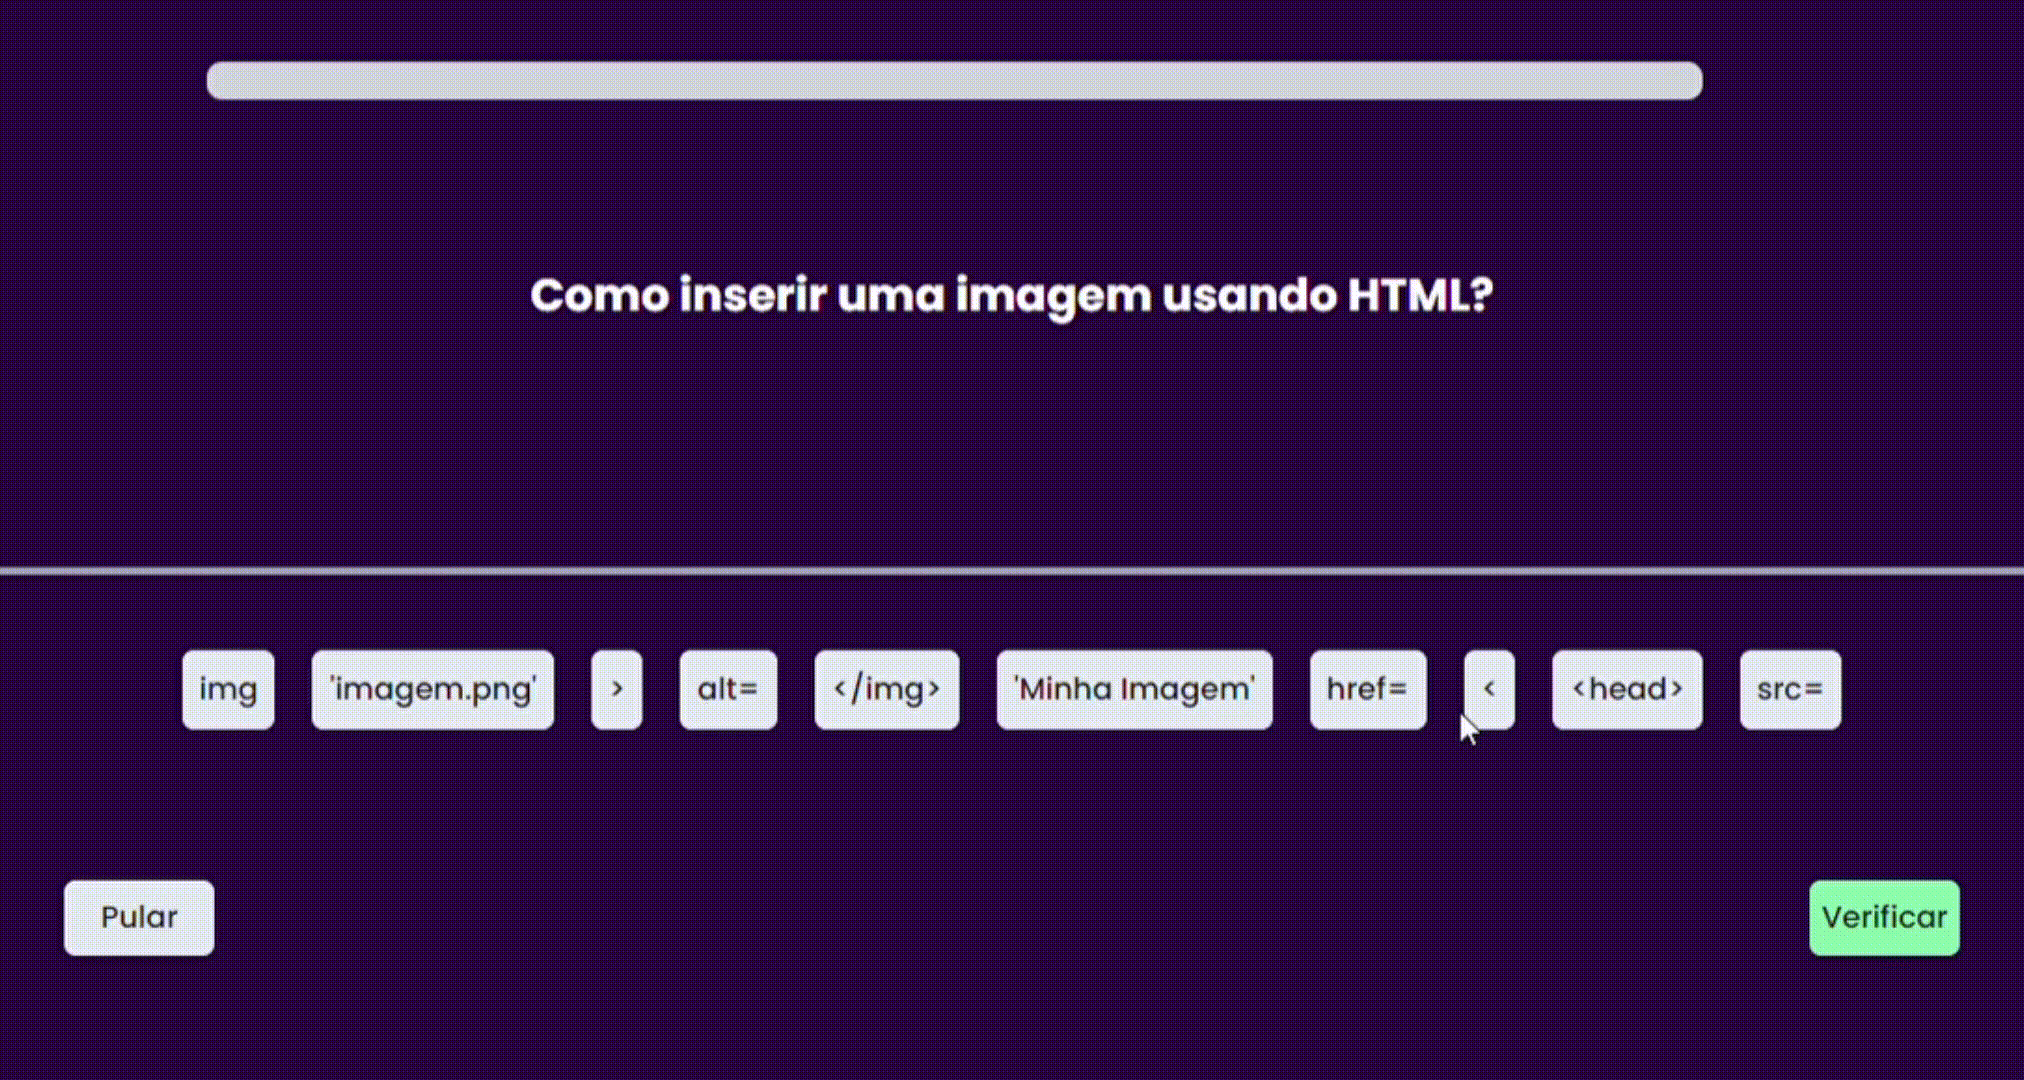 Como inserir uma imagem usando HTML?
img 'imagem.png' > alt= </img> 'Minha Imagem' href= < <head> src=
Pular Verificar